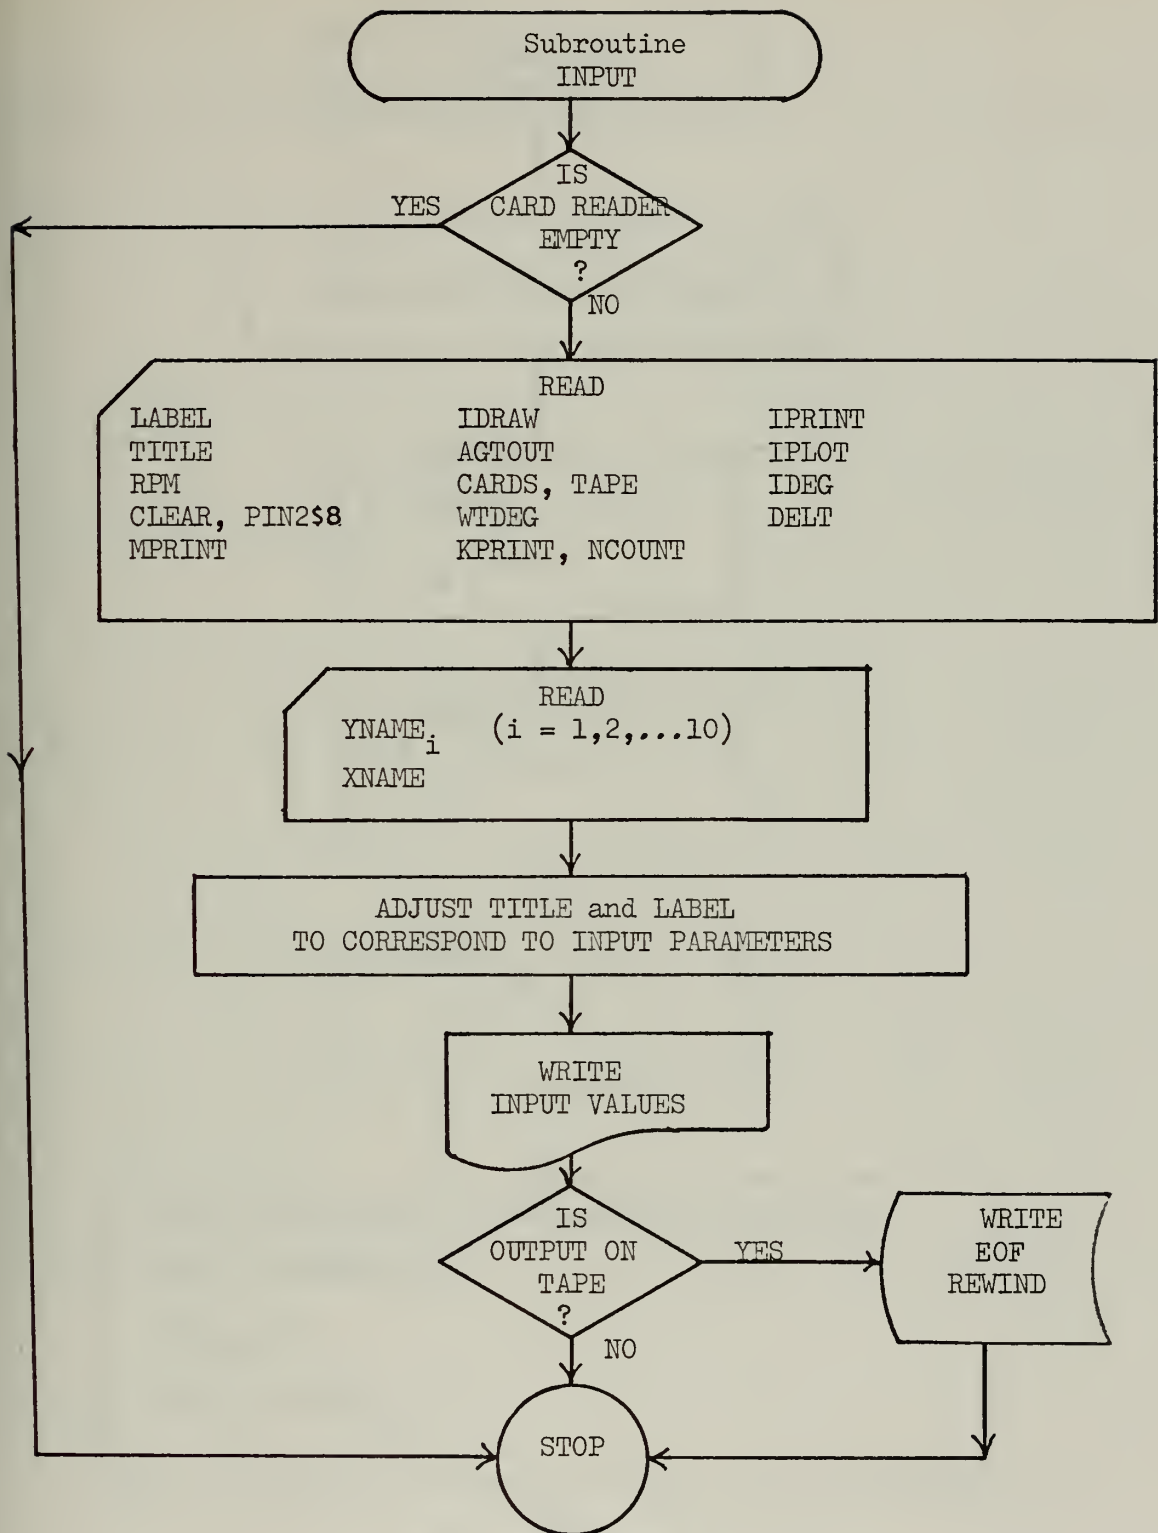 Subroutine
INPUT
IS
CARD READER
EMPTY
?
YES
NO
READ
LABEL IDRAW IPRINT
TITLE AGTOUT IPLOT
RPM CARDS, TAPE IDEG
CLEAR, PIN2$8 WTDEG DELT
MPRINT KPRINT, NCOUNT
READ
YNAME_i (i = 1,2,...10)
XNAME
ADJUST TITLE and LABEL
TO CORRESPOND TO INPUT PARAMETERS
WRITE
INPUT VALUES
IS
OUTPUT ON
TAPE
?
YES
WRITE
EOF
REWIND
NO
STOP